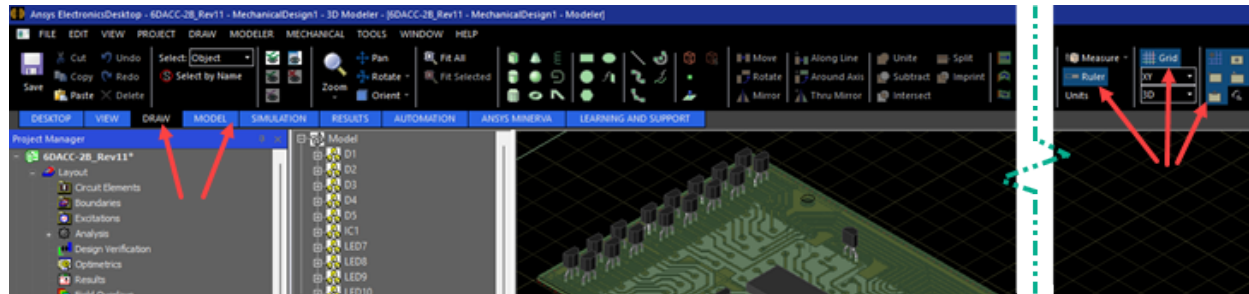 Ansys ElectronicsDesktop - 6DACC-2B_Rev11 - MechanicalDesign1 - 3D Modeler - [6DACC-2B_Rev11 - MechanicalDesign1 - Modeler]
FILE EDIT VIEW PROJECT DRAW MODELER MECHANICAL TOOLS WINDOW HELP
Save
Cut Undo
Copy Redo
Paste Delete
Select: Object
Select by Name
Zoom
Pan
Rotate
Orient
Fit All
Fit Selected
Move Along Line
Rotate Around Axis
Mirror Thru Mirror
Unite Split
Subtract Imprint
Intersect
Measure
Ruler
Units
Grid
XY
3D
DESKTOP VIEW DRAW MODEL SIMULATION RESULTS AUTOMATION ANSYS MINERVA LEARNING AND SUPPORT
Project Manager
6DACC-2B_Rev11*
Layout
Circuit Elements
Boundaries
Excitations
Analysis
Design Verification
Optimetrics
Results
Model
D1
D2
D3
D4
D5
IC1
LED7
LED8
LED9
LED10